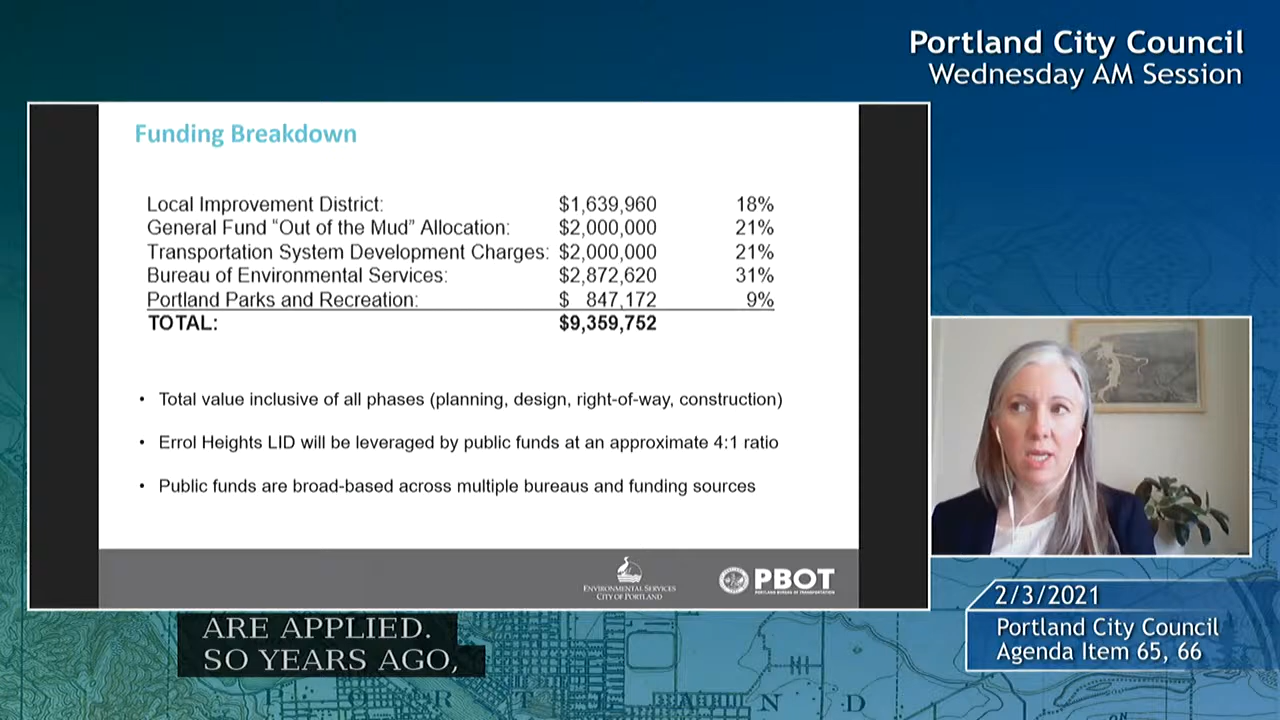 Portland City Council
Wednesday AM Session
Funding Breakdown
Local Improvement District: $1,639,960 18%
General Fund “Out of the Mud” Allocation: $2,000,000 21%
Transportation System Development Charges: $2,000,000 21%
Bureau of Environmental Services: $2,872,620 31%
Portland Parks and Recreation: $ 847,172 9%
TOTAL: $9,359,752
• Total value inclusive of all phases (planning, design, right-of-way, construction)
• Errol Heights LID will be leveraged by public funds at an approximate 4:1 ratio
• Public funds are broad-based across multiple bureaus and funding sources
ENVIRONMENTAL SERVICES
CITY OF PORTLAND
PBOT
PORTLAND BUREAU OF TRANSPORTATION
2/3/2021
Portland City Council
Agenda Item 65, 66
ARE APPLIED.
SO YEARS AGO,